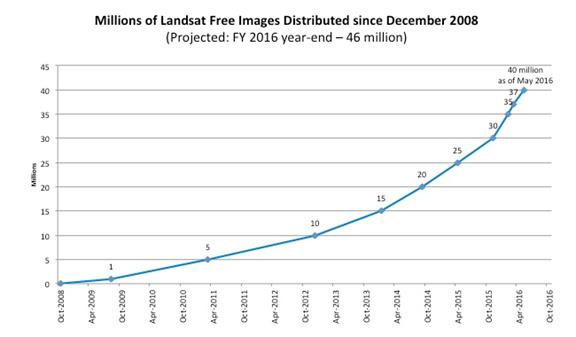 Millions of Landsat Free Images Distributed since December 2008
(Projected: FY 2016 year-end – 46 million)
45
40
35
30
25
20
15
10
5
0
Millions
1
5
10
15
20
25
30
35
37
40 million
as of May 2016
Oct-2008
Apr-2009
Oct-2009
Apr-2010
Oct-2010
Apr-2011
Oct-2011
Apr-2012
Oct-2012
Apr-2013
Oct-2013
Apr-2014
Oct-2014
Apr-2015
Oct-2015
Apr-2016
Oct-2016